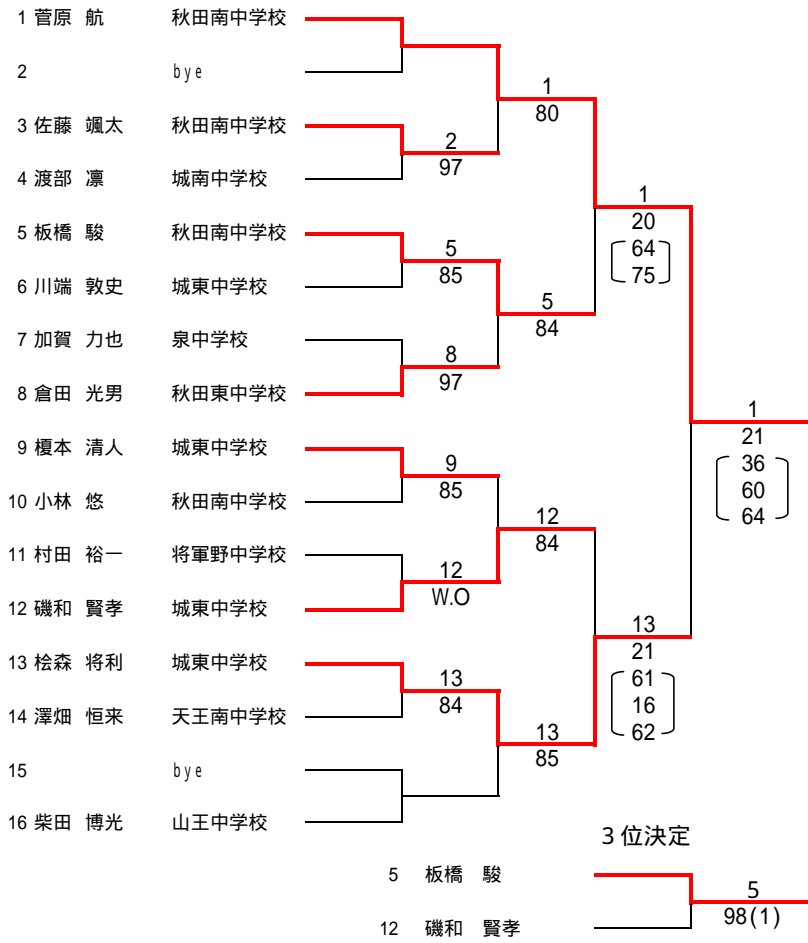 1 菅原 航 秋田南中学校
2 bye
1
80
3 佐藤 颯太 秋田南中学校
2
97
4 渡部 凛 城南中学校
1
20
64
75
5 板橋 駿 秋田南中学校
5
85
6 川端 敦史 城東中学校
5
84
7 加賀 力也 泉中学校
8
97
8 倉田 光男 秋田東中学校
1
21
36
60
64
9 榎本 清人 城東中学校
9
85
10 小林 悠 秋田南中学校
12
84
11 村田 裕一 将軍野中学校
12
W.O
12 磯和 賢孝 城東中学校
13
21
61
16
62
13 桧森 将利 城東中学校
13
84
14 澤畑 恒来 天王南中学校
13
85
15 bye
16 柴田 博光 山王中学校
3位決定
5 板橋 駿
5
98(1)
12 磯和 賢孝